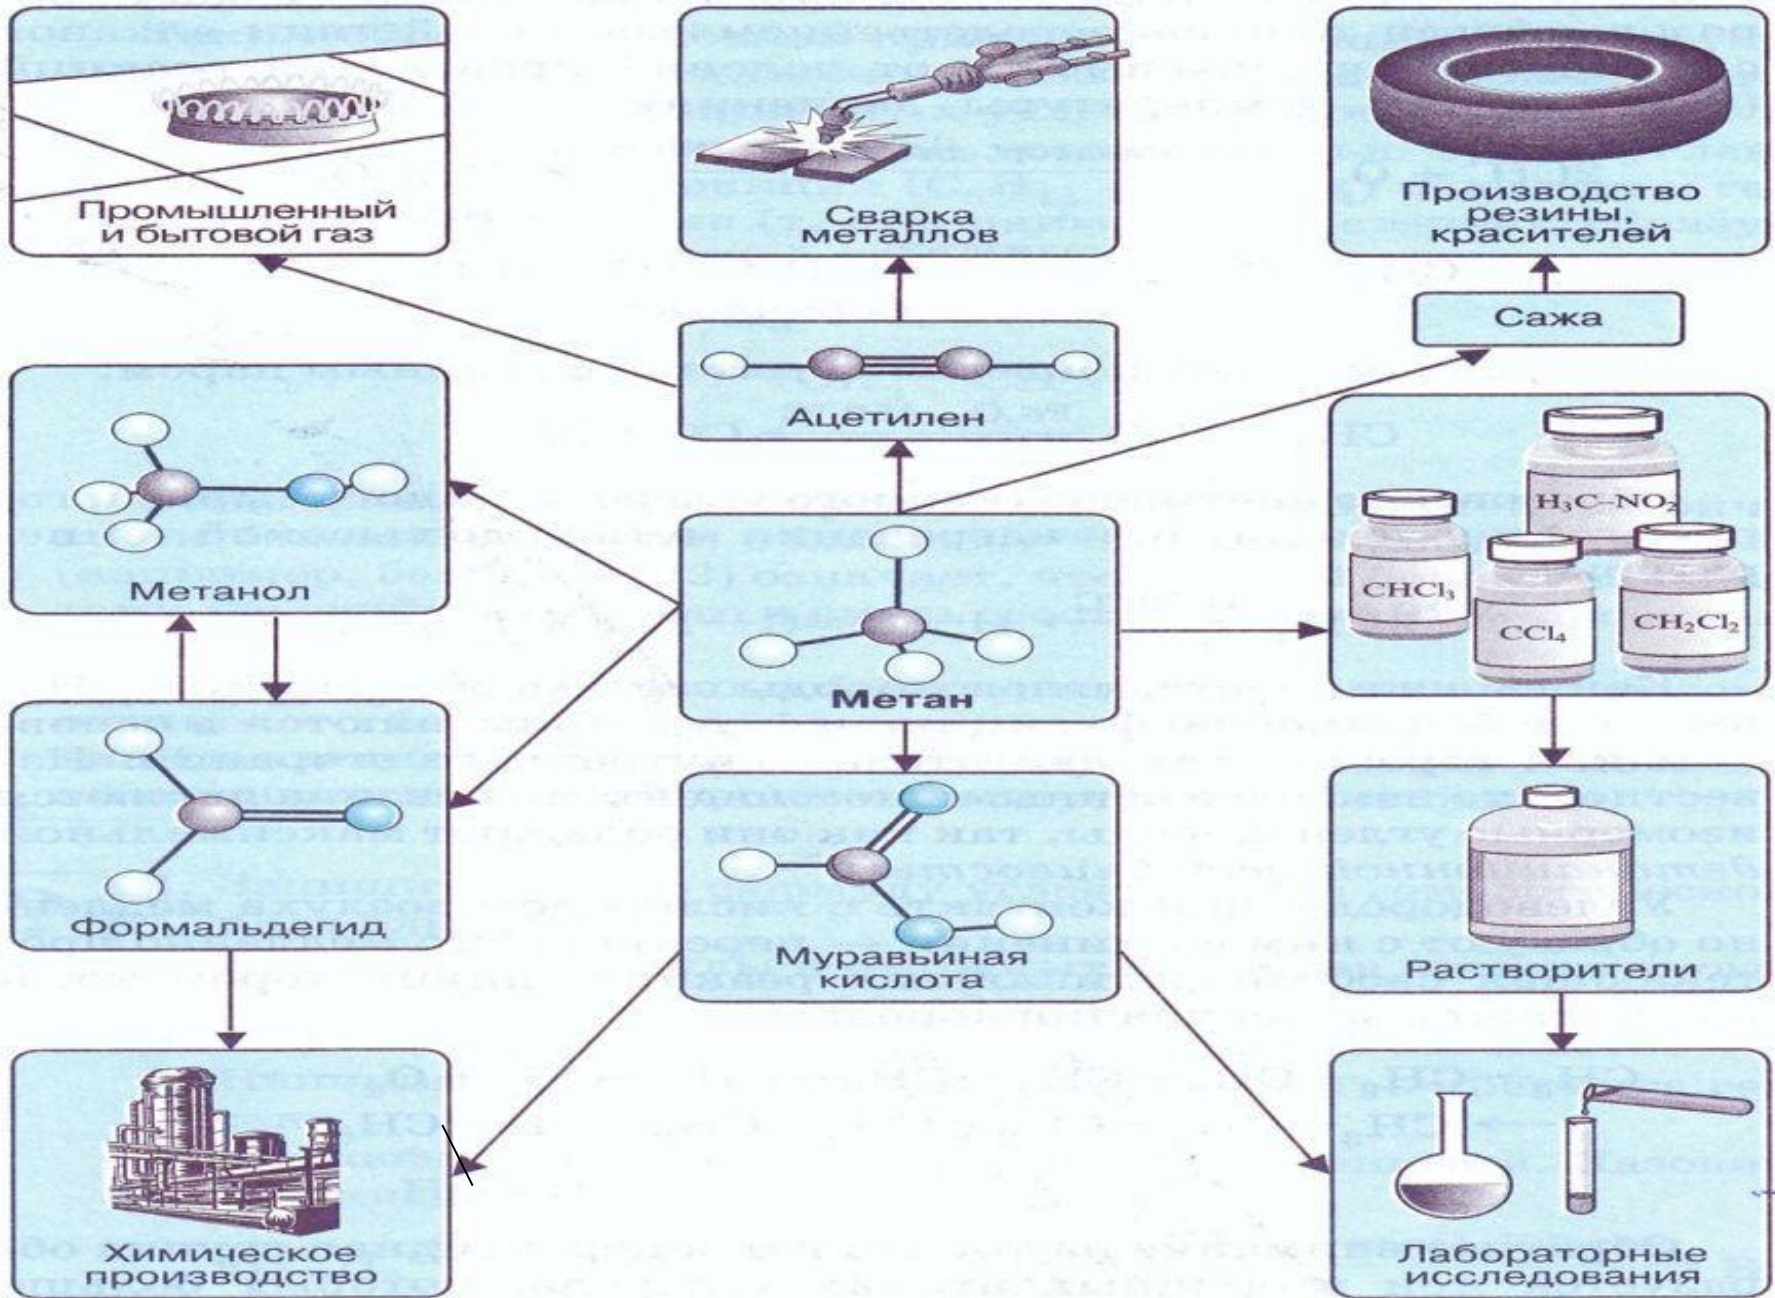 Промышленный
и бытовой газ
Сварка
металлов
Производство
резины,
красителей
Сажа
Ацетилен
Метанол
H₃C–NO₂
CHCl₃
CCl₄
CH₂Cl₂
Метан
Формальдегид
Муравьиная
кислота
Растворители
Химическое
производство
Лабораторные
исследования